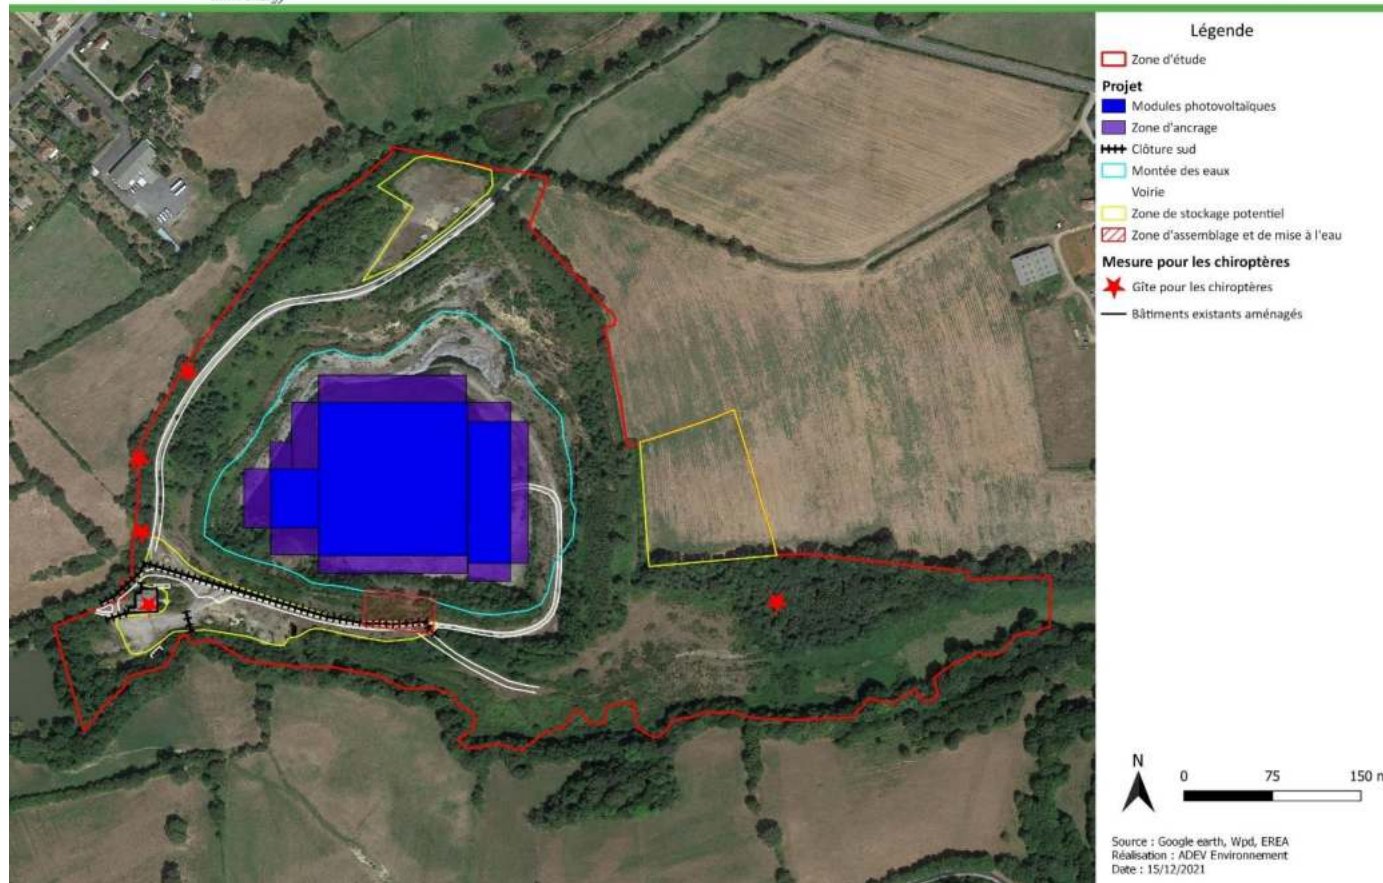 Légende
Zone d'étude
Projet
Modules photovoltaïques
Zone d'ancrage
Clôture sud
Montée des eaux
Voirie
Zone de stockage potentiel
Zone d'assemblage et de mise à l'eau
Mesure pour les chiroptères
Gîte pour les chiroptères
Bâtiments existants aménagés
N
0 75 150 m
Source : Google earth, Wpd, EREA
Réalisation : ADEV Environnement
Date : 15/12/2021